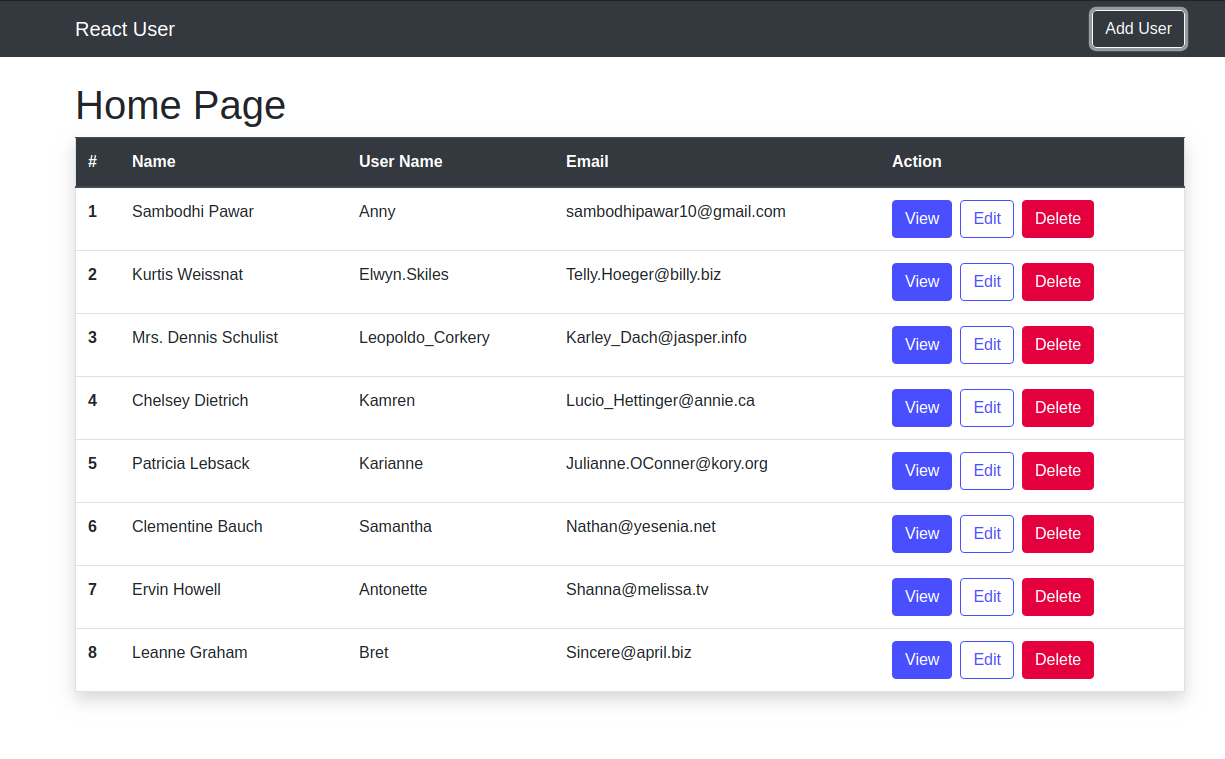 React User Add User
Home Page
# Name User Name Email Action
1 Sambodhi Pawar Anny sambodhipawar10@gmail.com View Edit Delete
2 Kurtis Weissnat Elwyn.Skiles Telly.Hoeger@billy.biz View Edit Delete
3 Mrs. Dennis Schulist Leopoldo_Corkery Karley_Dach@jasper.info View Edit Delete
4 Chelsey Dietrich Kamren Lucio_Hettinger@annie.ca View Edit Delete
5 Patricia Lebsack Karianne Julianne.OConner@kory.org View Edit Delete
6 Clementine Bauch Samantha Nathan@yesenia.net View Edit Delete
7 Ervin Howell Antonette Shanna@melissa.tv View Edit Delete
8 Leanne Graham Bret Sincere@april.biz View Edit Delete